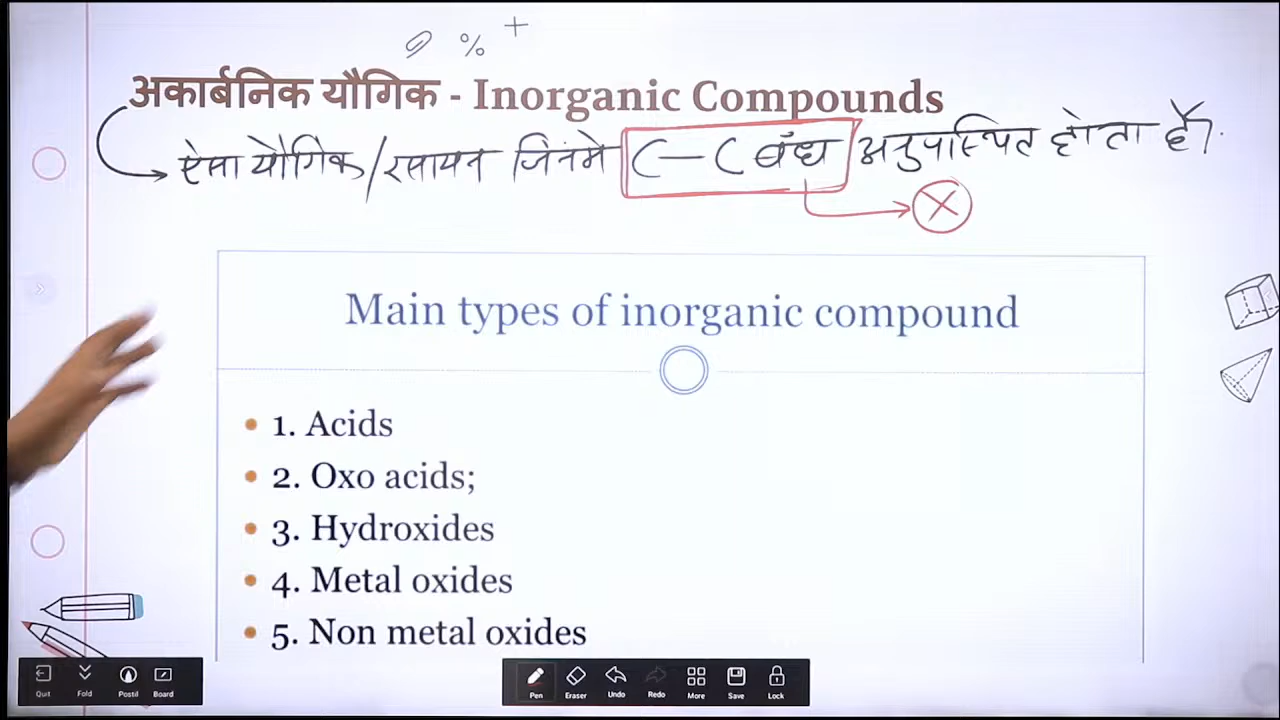 % +
अकार्बनिक यौगिक - Inorganic Compounds
ऐसा यौगिक/रसायन जिनमे C-C बंध अनुपास्थित होता है।
Main types of inorganic compound
1. Acids
2. Oxo acids;
3. Hydroxides
4. Metal oxides
5. Non metal oxides
Quit Fold Postil Board Pen Eraser Undo Redo More Save Lock